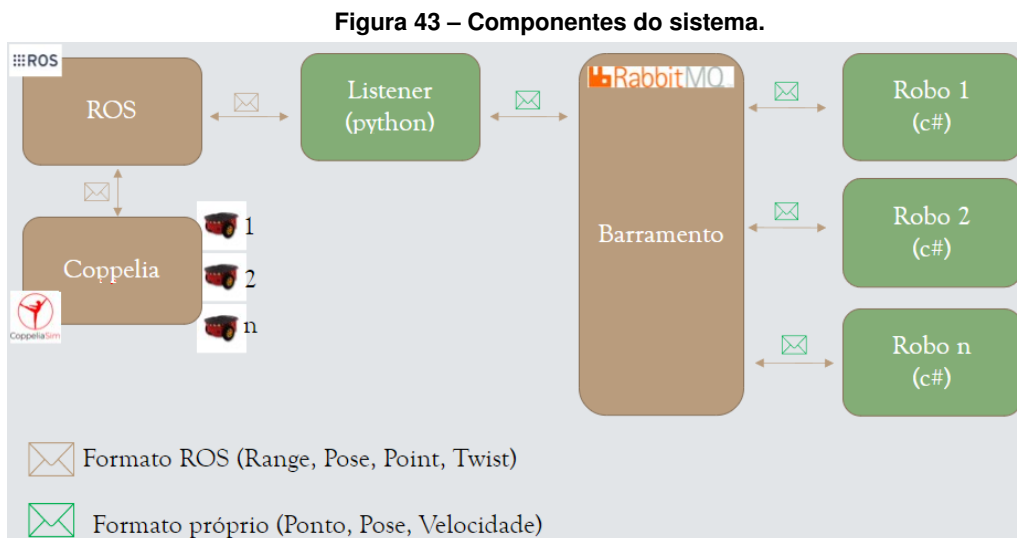 Figura 43 – Componentes do sistema.
ROS
ROS
Listener
(python)
RabbitMQ
Barramento
Robo 1
(c#)
Coppelia
1
2
n
CoppeliaSim
Robo 2
(c#)
Robo n
(c#)
Formato ROS (Range, Pose, Point, Twist)
Formato próprio (Ponto, Pose, Velocidade)